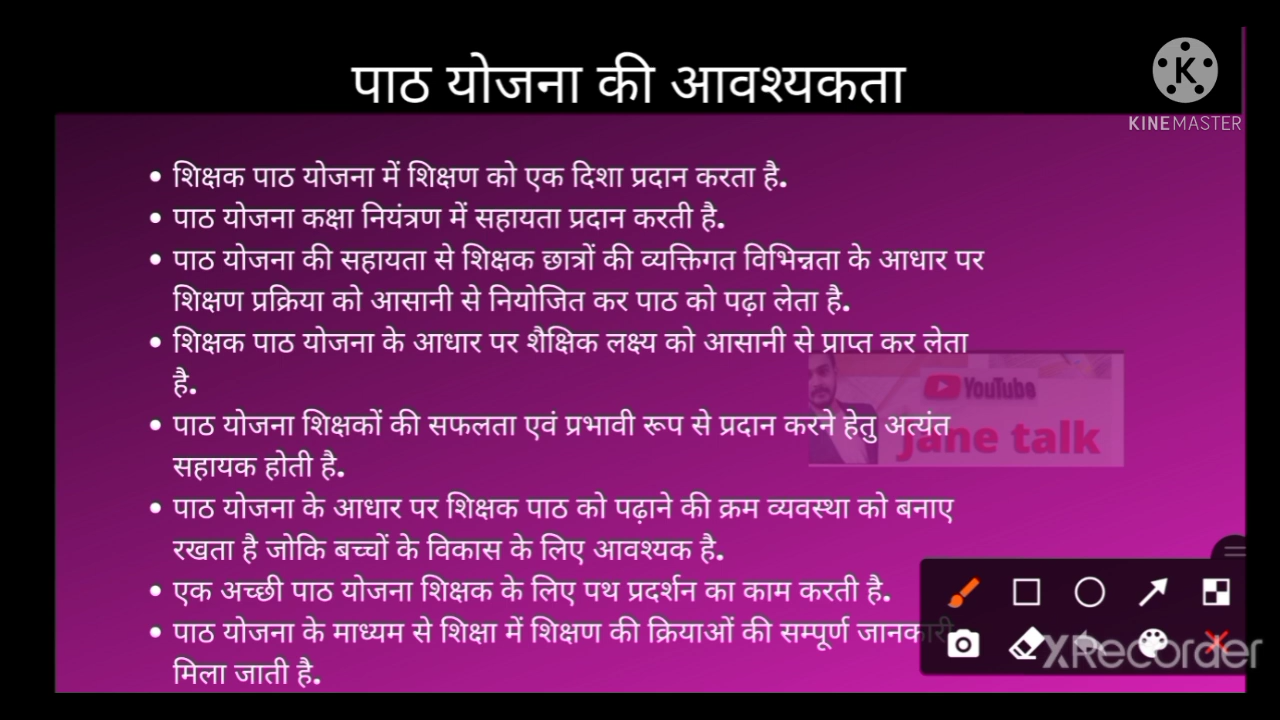 पाठ योजना की आवश्यकता
K
KINEMASTER
• शिक्षक पाठ योजना में शिक्षण को एक दिशा प्रदान करता है.
• पाठ योजना कक्षा नियंत्रण में सहायता प्रदान करती है.
• पाठ योजना की सहायता से शिक्षक छात्रों की व्यक्तिगत विभिन्नता के आधार पर
शिक्षण प्रक्रिया को आसानी से नियोजित कर पाठ को पढ़ा लेता है.
• शिक्षक पाठ योजना के आधार पर शैक्षिक लक्ष्य को आसानी से प्राप्त कर लेता
है.
YouTube
• पाठ योजना शिक्षकों की सफलता एवं प्रभावी रूप से प्रदान करने हेतु अत्यंत
jane talk
सहायक होती है.
• पाठ योजना के आधार पर शिक्षक पाठ को पढ़ाने की क्रम व्यवस्था को बनाए
रखता है जोकि बच्चों के विकास के लिए आवश्यक है.
• एक अच्छी पाठ योजना शिक्षक के लिए पथ प्रदर्शन का काम करती है.
• पाठ योजना के माध्यम से शिक्षा में शिक्षण की क्रियाओं की सम्पूर्ण जानकारी
मिला जाती है.
XRecorder